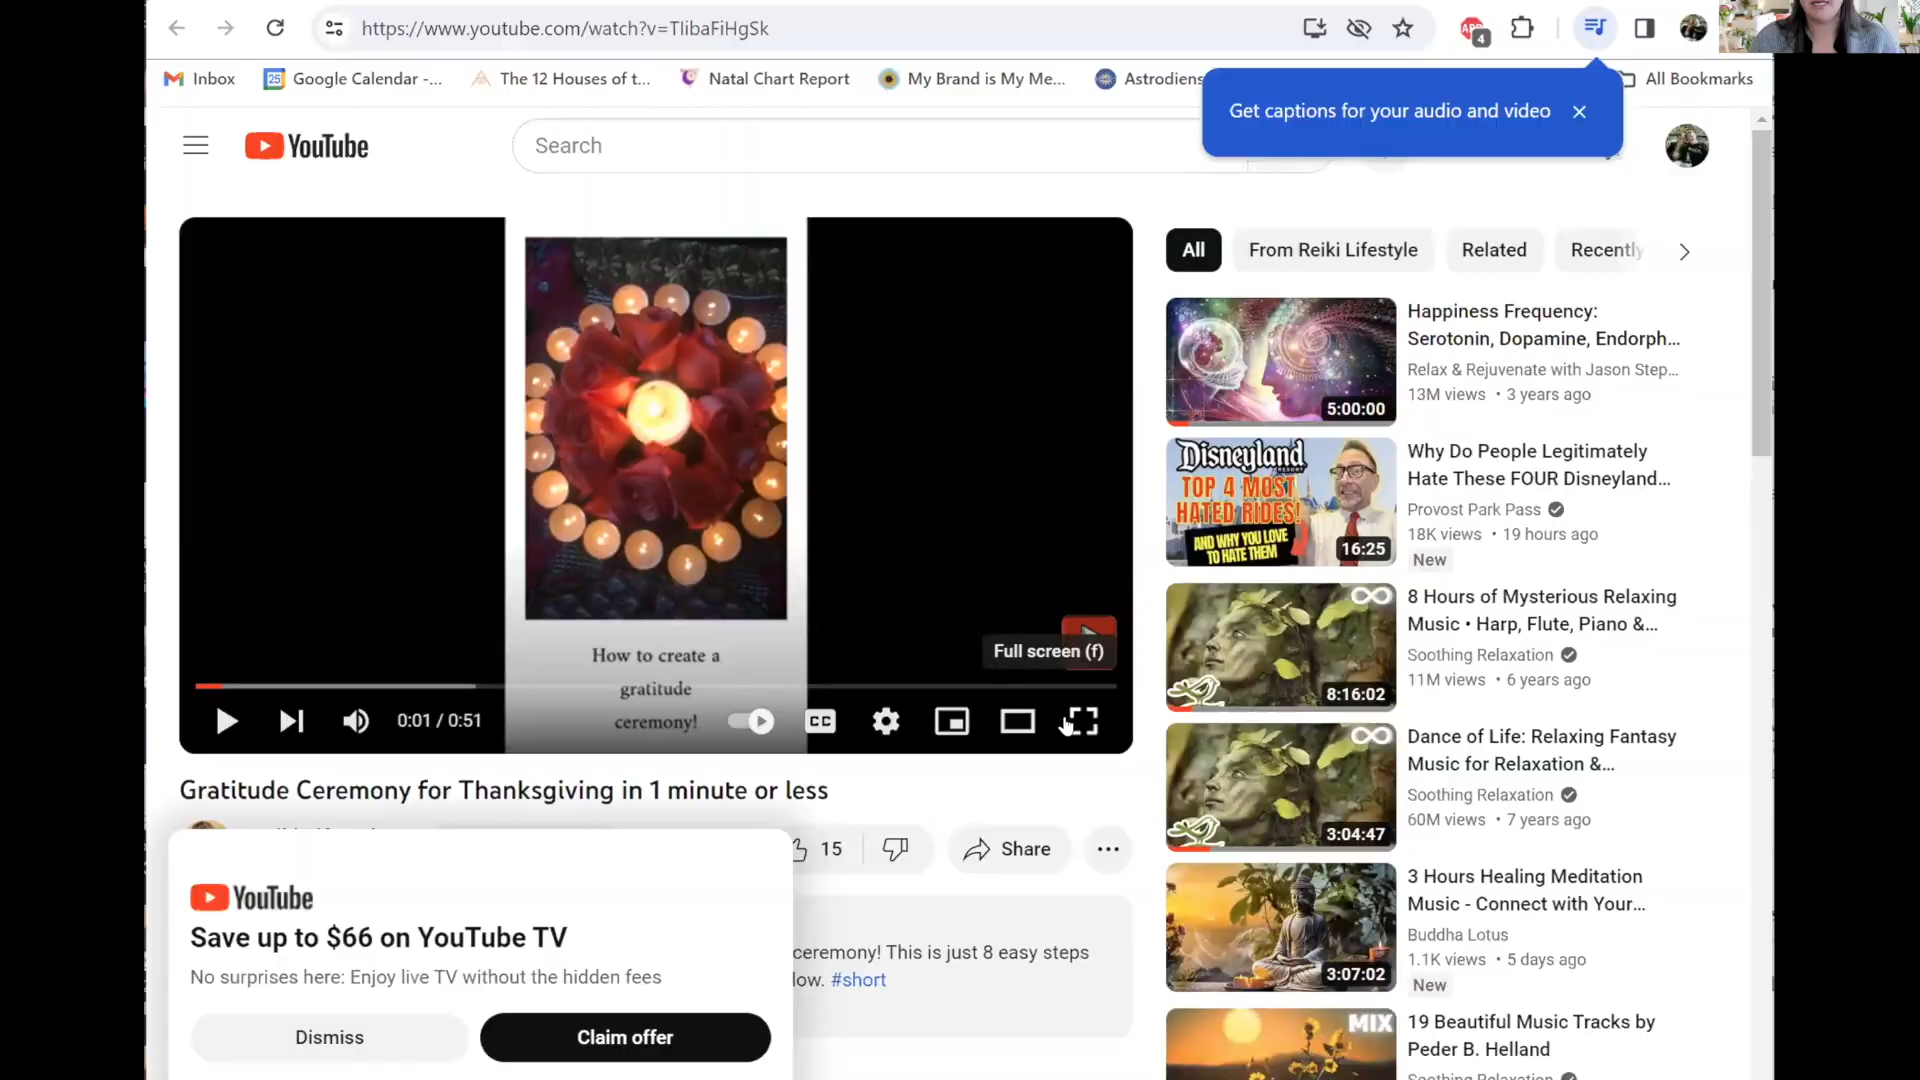 https://www.youtube.com/watch?v=TIibaFiHgSk
4
Inbox
25
Google Calendar -...
The 12 Houses of t...
Natal Chart Report
My Brand is My Me...
Astrodiens
All Bookmarks
Get captions for your audio and video
YouTube
Search
All
From Reiki Lifestyle
Related
Recently
How to create a
gratitude
ceremony!
Full screen (f)
0:01 / 0:51
CC
Gratitude Ceremony for Thanksgiving in 1 minute or less
15
Share
YouTube
Save up to $66 on YouTube TV
No surprises here: Enjoy live TV without the hidden fees
Dismiss
Claim offer
ceremony! This is just 8 easy steps
low. #short
5:00:00
Happiness Frequency:
Serotonin, Dopamine, Endorph...
Relax & Rejuvenate with Jason Step...
13M views • 3 years ago
Disneyland
RESORT
TOP 4 MOST
HATED RIDES!
AND WHY YOU LOVE
TO HATE THEM
16:25
Why Do People Legitimately
Hate These FOUR Disneyland...
Provost Park Pass
18K views • 19 hours ago
New
8:16:02
8 Hours of Mysterious Relaxing
Music • Harp, Flute, Piano &...
Soothing Relaxation
11M views • 6 years ago
3:04:47
Dance of Life: Relaxing Fantasy
Music for Relaxation &...
Soothing Relaxation
60M views • 7 years ago
3:07:02
3 Hours Healing Meditation
Music - Connect with Your...
Buddha Lotus
1.1K views • 5 days ago
New
MIX
19 Beautiful Music Tracks by
Peder B. Helland
Soothing Relaxation